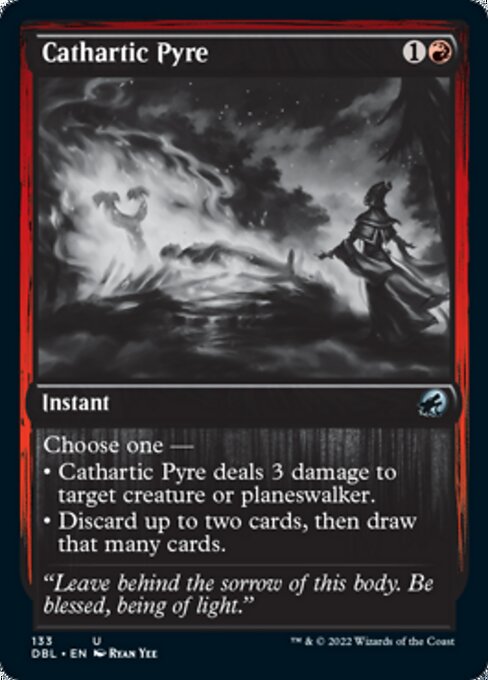 Cathartic Pyre 1
Instant
Choose one —
• Cathartic Pyre deals 3 damage to
target creature or planeswalker.
• Discard up to two cards, then draw
that many cards.
“Leave behind the sorrow of this body. Be
blessed, being of light.”
133 U
DBL • EN Ryan Yee
™ & © 2022 Wizards of the Coast